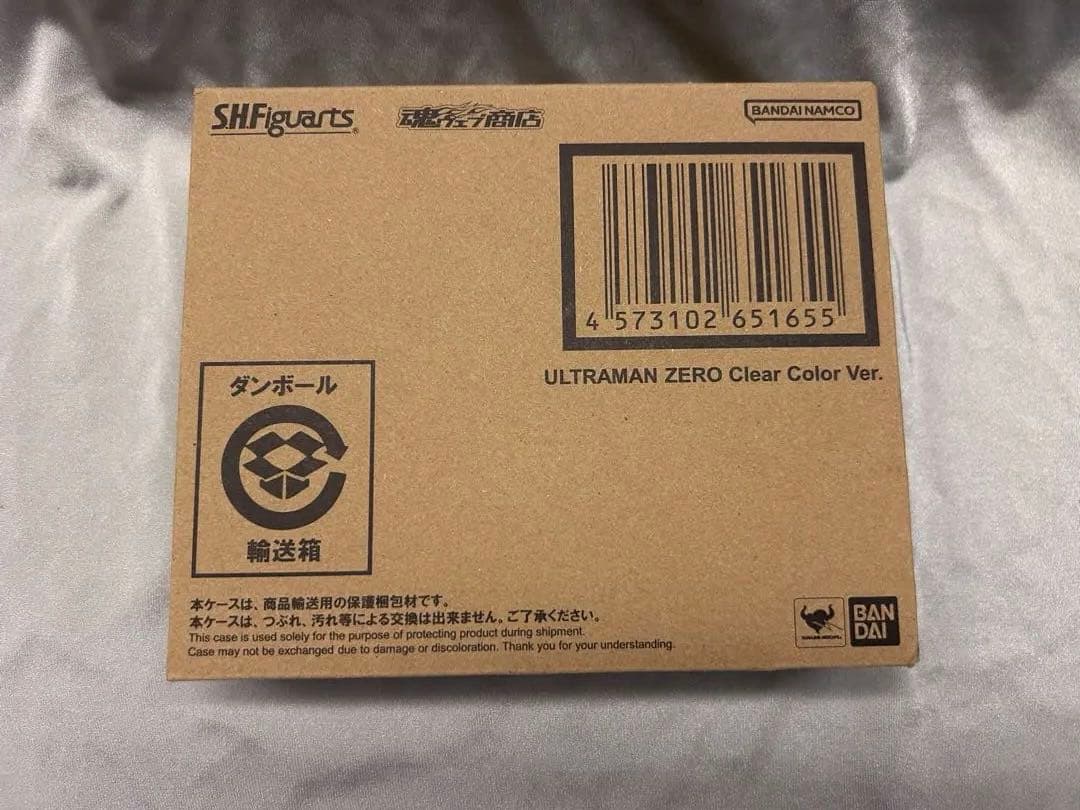 S.H.Figuarts®
魂ウェブ商店
BANDAI NAMCO
4 573102 651655
ULTRAMAN ZERO Clear Color Ver.
ダンボール
輸送箱
本ケースは、商品輸送用の保護梱包材です。
本ケースは、つぶれ、汚れ等による交換は出来ません。ご了承ください。
This case is used solely for the purpose of protecting product during shipment.
Case may not be exchanged due to damage or discoloration. Thank you for your understanding.
BAN
DAI